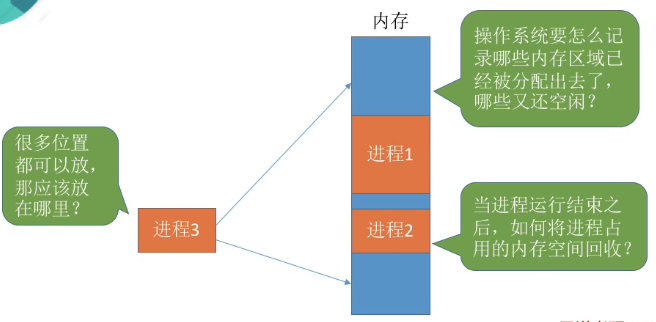 内存
操作系统要怎么记
录哪些内存区域已
经被分配出去了，
哪些又还空闲？
很多位置
都可以放，
那应该放
在哪里？
进程1
进程3
进程2
当进程运行结束之
后，如何将进程占
用的内存空间回收？